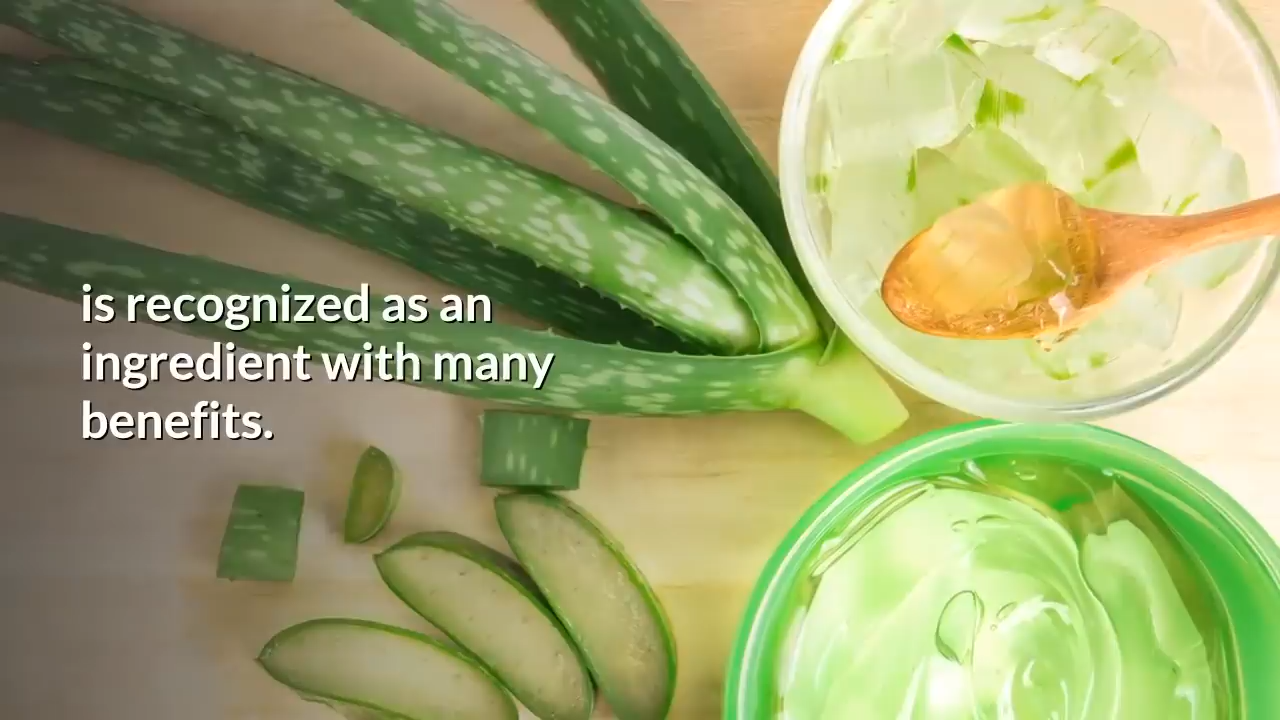 is recognized as an
ingredient with many
benefits.